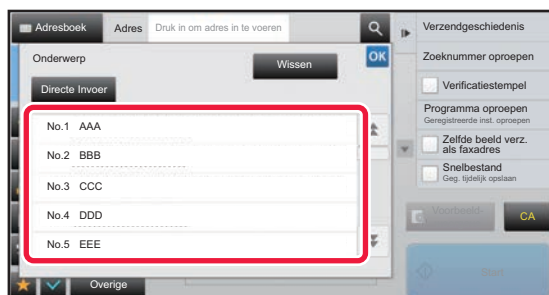 Adresboek
Adres
Druk in om adres in te voeren
Verzendgeschiedenis
Onderwerp
Wissen
OK
Zoeknummer oproepen
Directe Invoer
Verificatiestempel
No.1 AAA
Programma oproepen
Geregistreerde inst. oproepen
No.2 BBB
Zelfde beeld verz.
als faxadres
No.3 CCC
Snelbestand
Geg. tijdelijk opslaan
No.4 DDD
Voorbeeld-
CA
No.5 EEE
Start
Overige